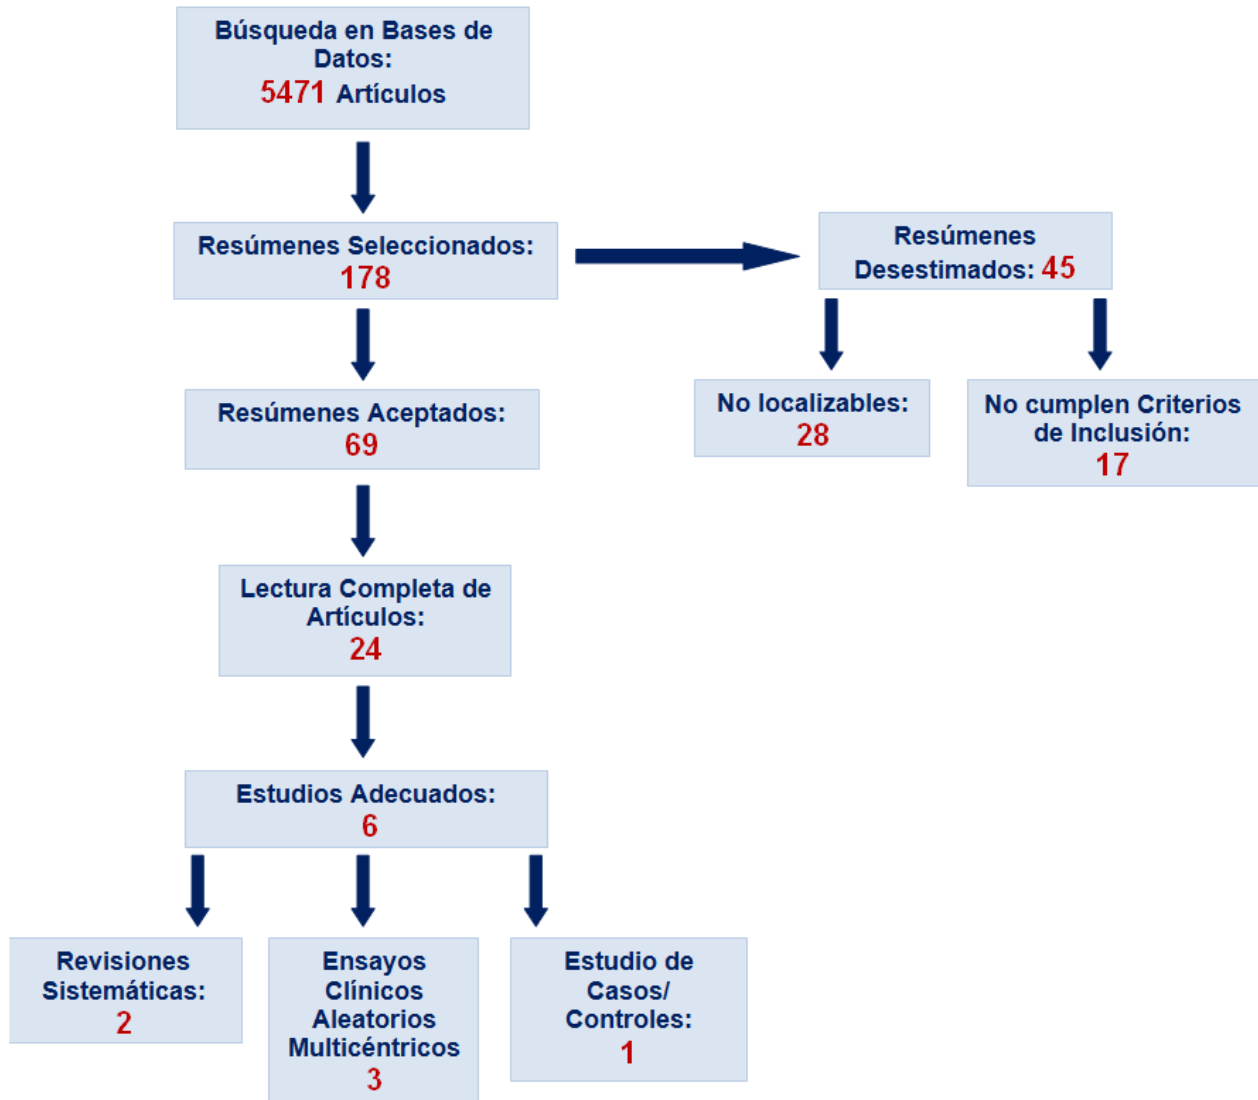 Búsqueda en Bases de
Datos:
5471 Artículos
Resúmenes Seleccionados:
178
Resúmenes
Desestimados: 45
Resúmenes Aceptados:
69
No localizables:
28
No cumplen Criterios
de Inclusión:
17
Lectura Completa de
Artículos:
24
Estudios Adecuados:
6
Revisiones
Sistemáticas:
2
Ensayos
Clínicos
Aleatorios
Multicéntricos
3
Estudio de
Casos/
Controles:
1